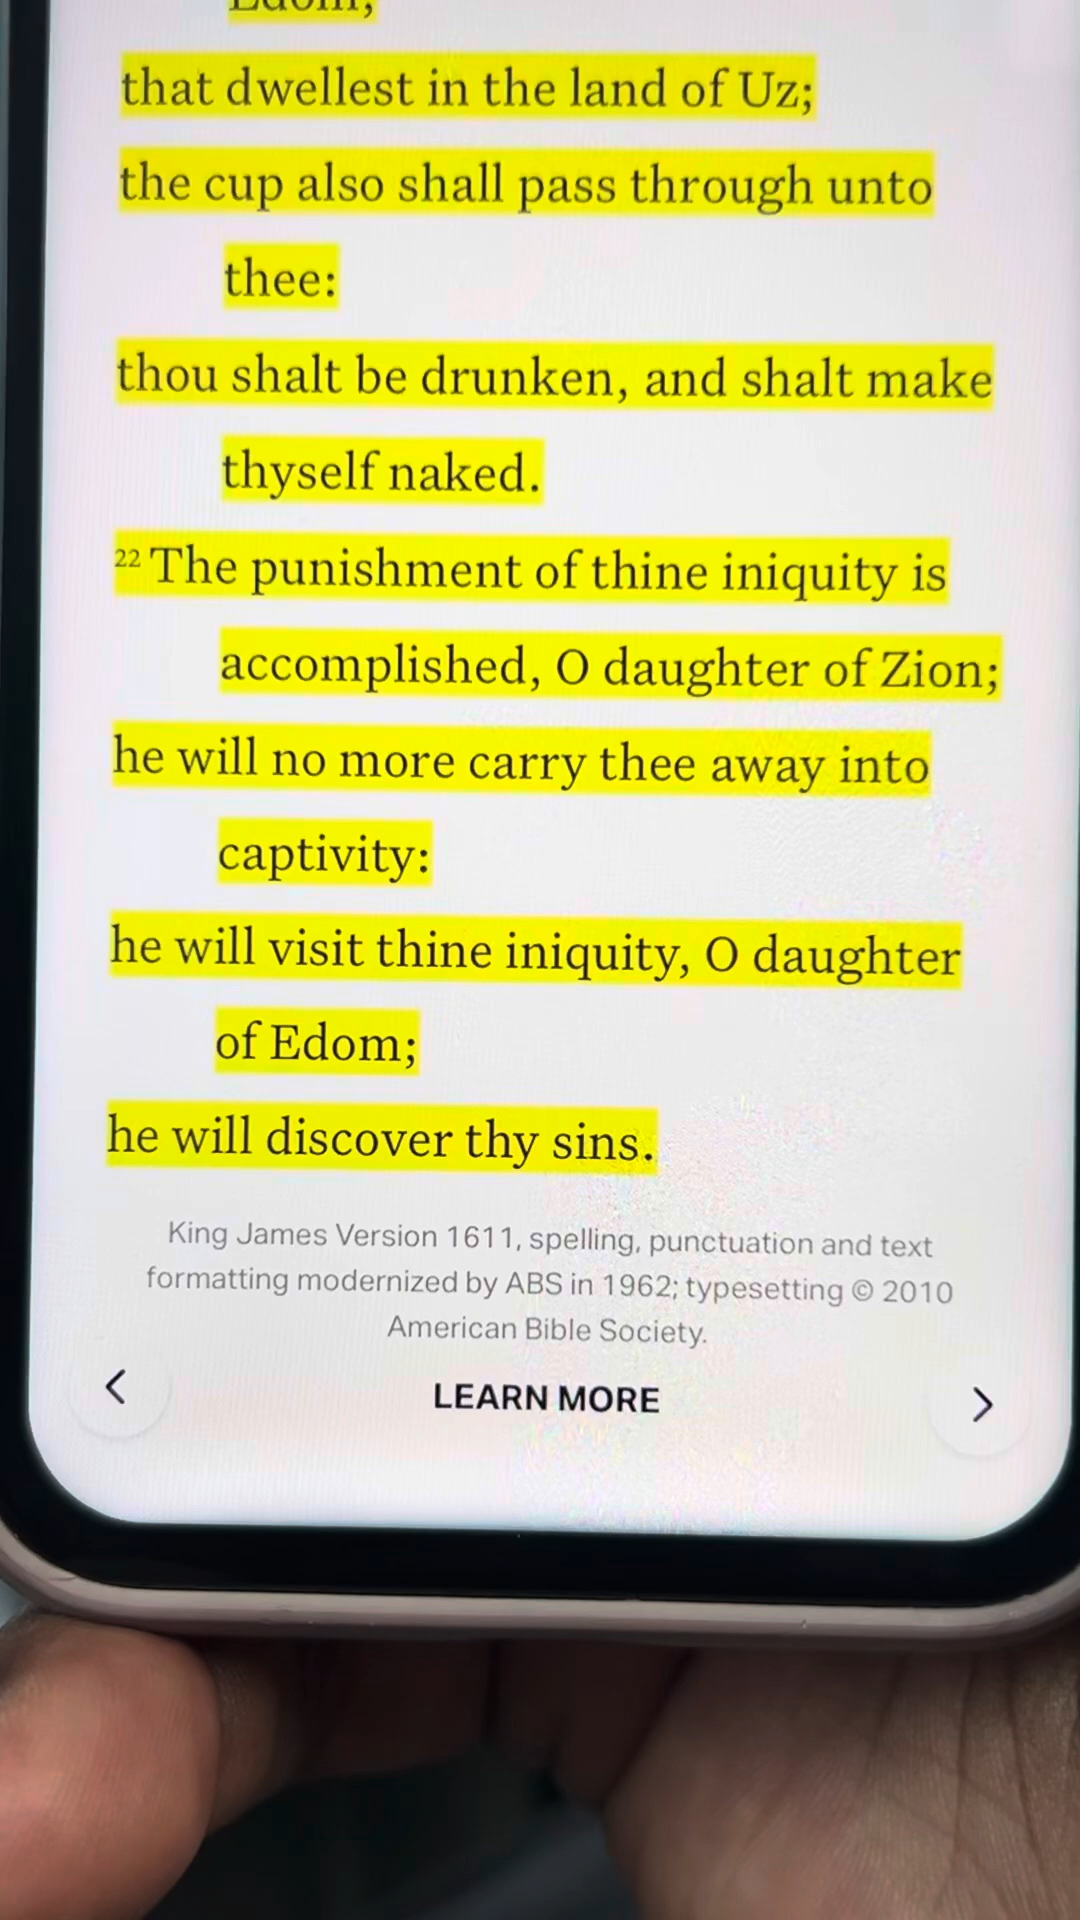 Edom;
that dwellest in the land of Uz;
the cup also shall pass through unto
thee:
thou shalt be drunken, and shalt make
thyself naked.
22 The punishment of thine iniquity is
accomplished, O daughter of Zion;
he will no more carry thee away into
captivity:
he will visit thine iniquity, O daughter
of Edom;
he will discover thy sins.
King James Version 1611, spelling, punctuation and text
formatting modernized by ABS in 1962; typesetting © 2010
American Bible Society.
LEARN MORE